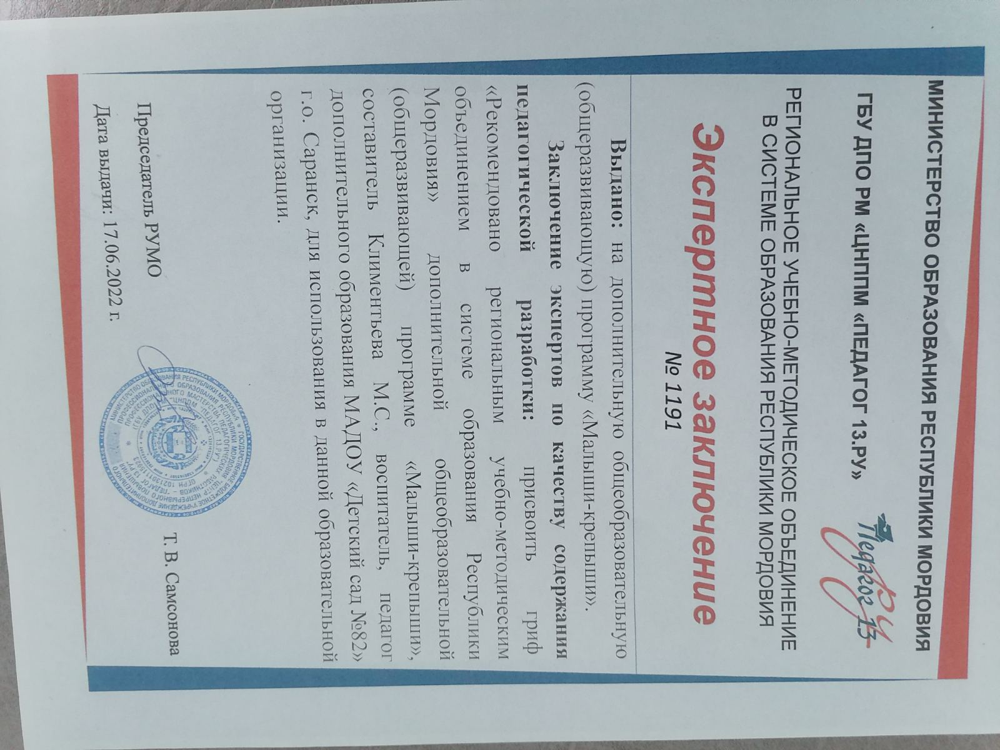 МИНИСТЕРСТВО ОБРАЗОВАНИЯ РЕСПУБЛИКИ МОРДОВИЯ
ГБУ ДПО РМ «ЦНППМ «ПЕДАГОГ 13.РУ»
Педагог 13
ру
РЕГИОНАЛЬНОЕ УЧЕБНО-МЕТОДИЧЕСКОЕ ОБЪЕДИНЕНИЕ
В СИСТЕМЕ ОБРАЗОВАНИЯ РЕСПУБЛИКИ МОРДОВИЯ
Экспертное заключение
№ 1191
Выдано: на дополнительную общеобразовательную
(общеразвивающую) программу «Малыши-крепыши».
Заключение экспертов по качеству содержания
педагогической разработки: присвоить гриф
«Рекомендовано региональным учебно-методическим
объединением в системе образования Республики
Мордовия» дополнительной общеобразовательной
(общеразвивающей) программе «Малыши-крепыши»,
составитель Климентьева М.С., воспитатель, педагог
дополнительного образования МАДОУ «Детский сад №82»
г.о. Саранск, для использования в данной образовательной
организации.
Председатель РУМО
Т. В. Самсонова
Дата выдачи: 17.06.2022 г.